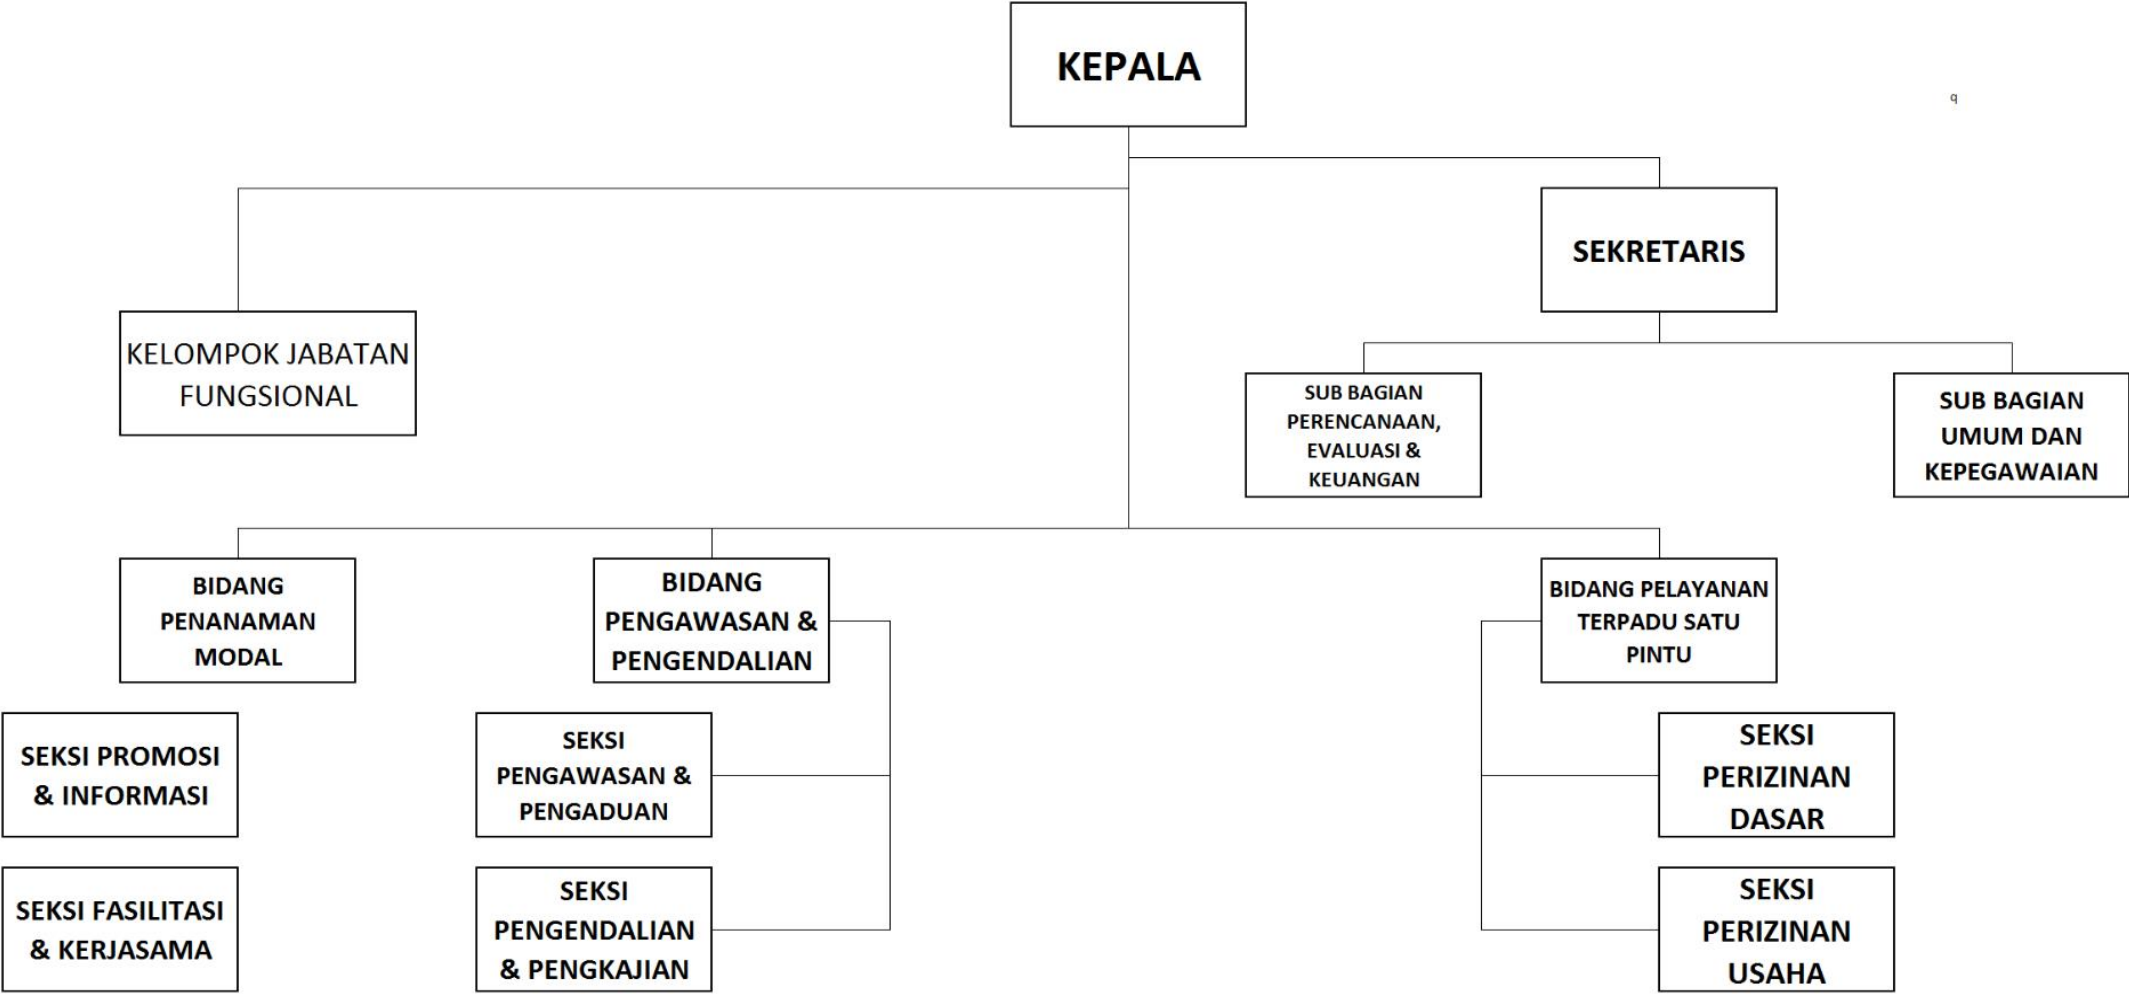 KEPALA
q
SEKRETARIS
KELOMPOK JABATAN
FUNGSIONAL
SUB BAGIAN
PERENCANAAN,
EVALUASI &
KEUANGAN
SUB BAGIAN
UMUM DAN
KEPEGAWAIAN
BIDANG
PENANAMAN
MODAL
BIDANG
PENGAWASAN &
PENGENDALIAN
BIDANG PELAYANAN
TERPADU SATU
PINTU
SEKSI PROMOSI
& INFORMASI
SEKSI
PENGAWASAN &
PENGADUAN
SEKSI
PERIZINAN
DASAR
SEKSI FASILITASI
& KERJASAMA
SEKSI
PENGENDALIAN
& PENGKAJIAN
SEKSI
PERIZINAN
USAHA